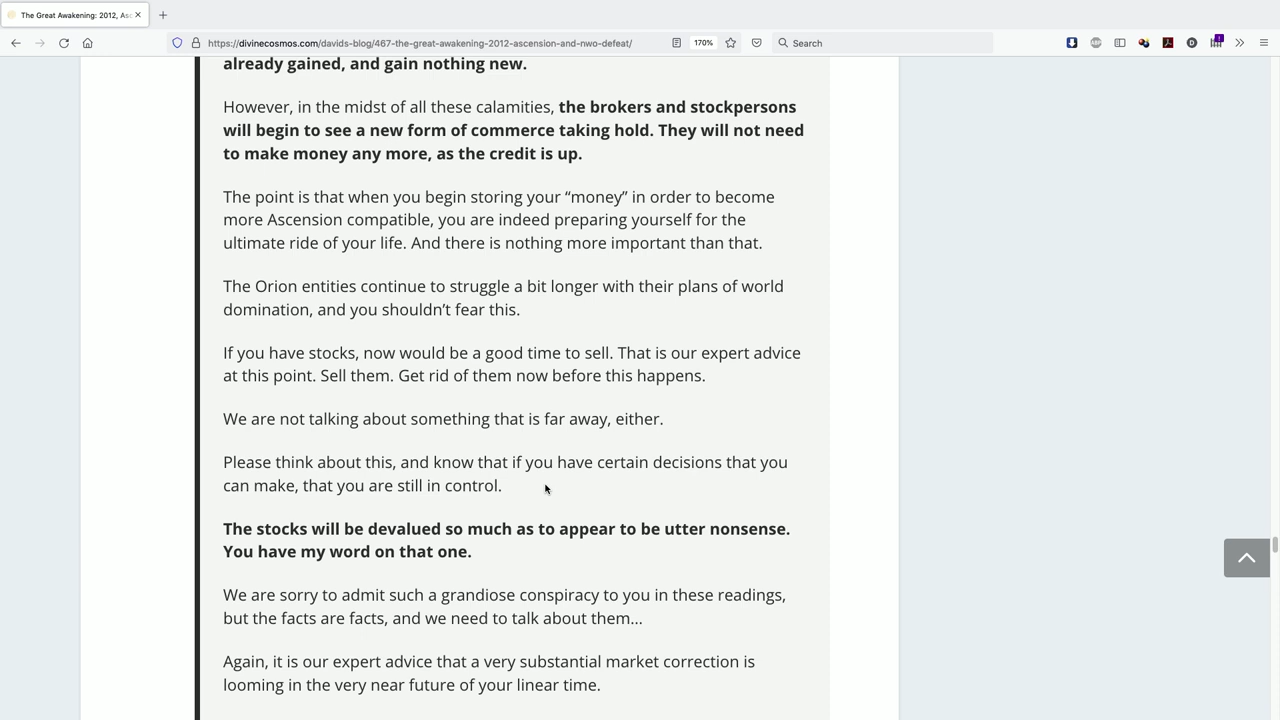 The Great Awakening: 2012, Asc
https://divinecosmos.com/davids-blog/467-the-great-awakening-2012-ascension-and-nwo-defeat/
170%
Search
already gained, and gain nothing new.
However, in the midst of all these calamities, the brokers and stockpersons
will begin to see a new form of commerce taking hold. They will not need
to make money any more, as the credit is up.
The point is that when you begin storing your “money” in order to become
more Ascension compatible, you are indeed preparing yourself for the
ultimate ride of your life. And there is nothing more important than that.
The Orion entities continue to struggle a bit longer with their plans of world
domination, and you shouldn’t fear this.
If you have stocks, now would be a good time to sell. That is our expert advice
at this point. Sell them. Get rid of them now before this happens.
We are not talking about something that is far away, either.
Please think about this, and know that if you have certain decisions that you
can make, that you are still in control.
The stocks will be devalued so much as to appear to be utter nonsense.
You have my word on that one.
We are sorry to admit such a grandiose conspiracy to you in these readings,
but the facts are facts, and we need to talk about them…
Again, it is our expert advice that a very substantial market correction is
looming in the very near future of your linear time.